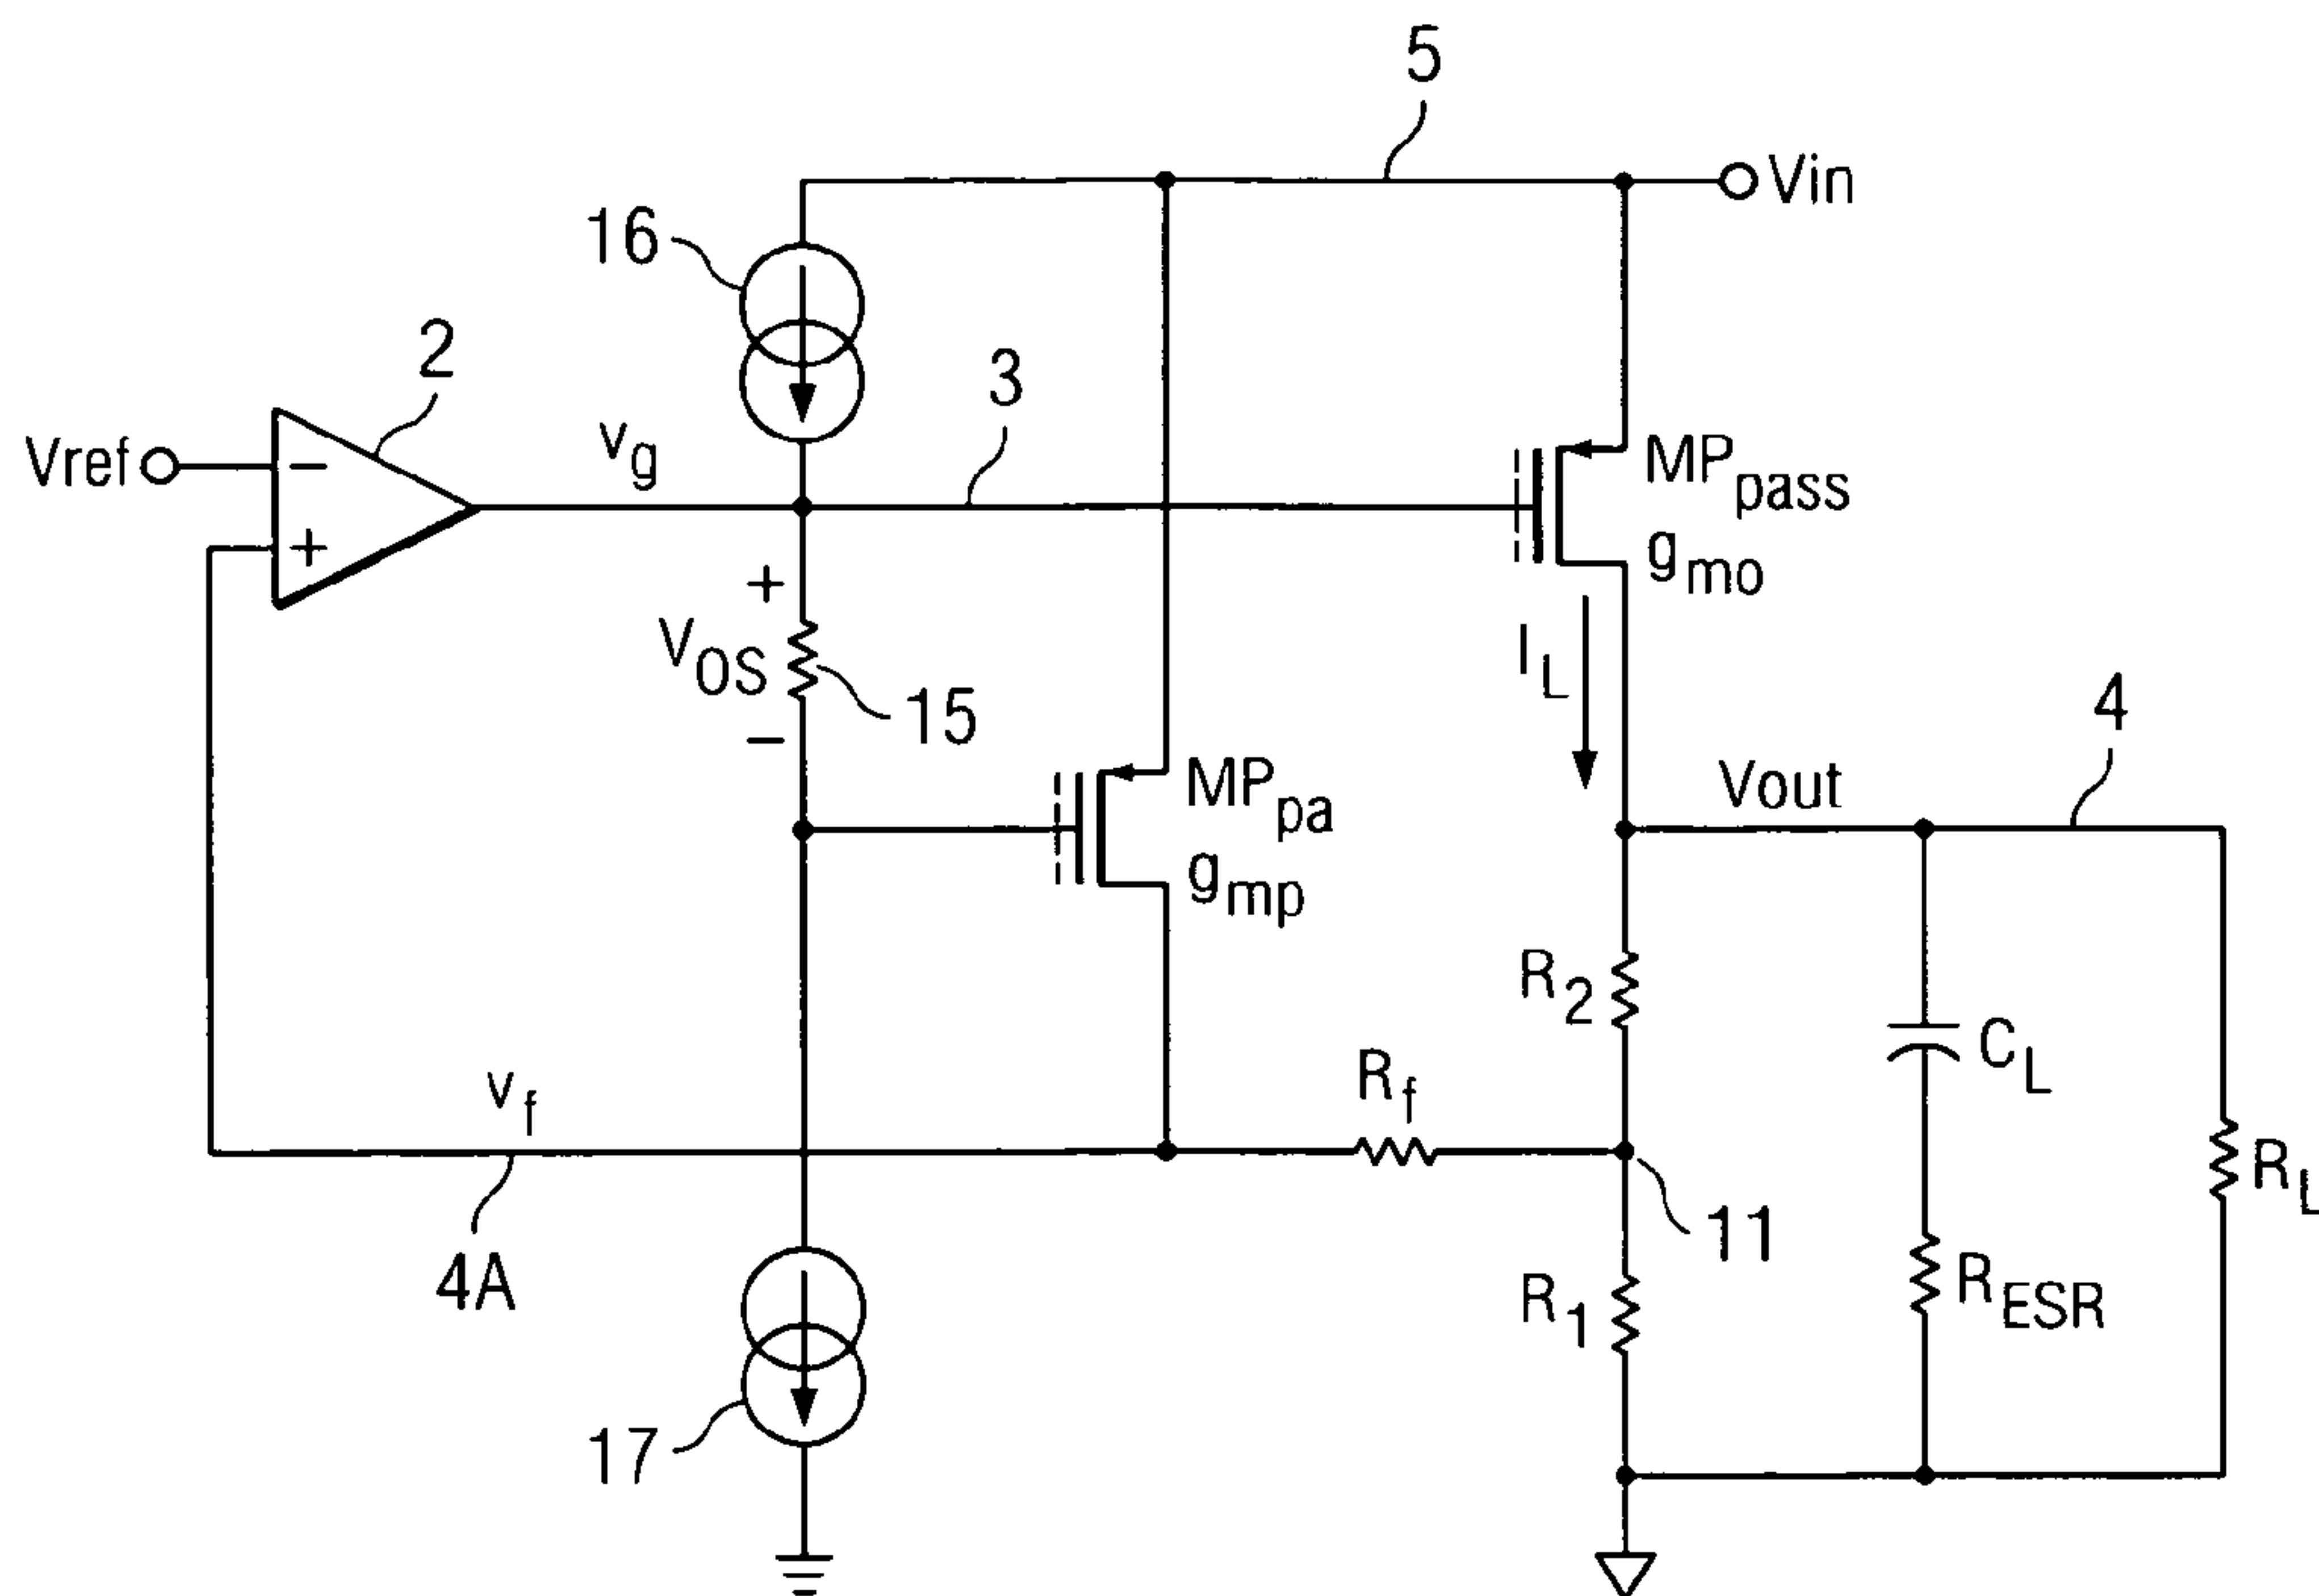 5
Vin
16
2
3
Vref
−
+
vg
MPpass
gmo
+
VOS
−
15
IL
4
MPpa
gmp
Vout
R2
CL
vf
Rf
RL
11
4A
R1
RESR
17